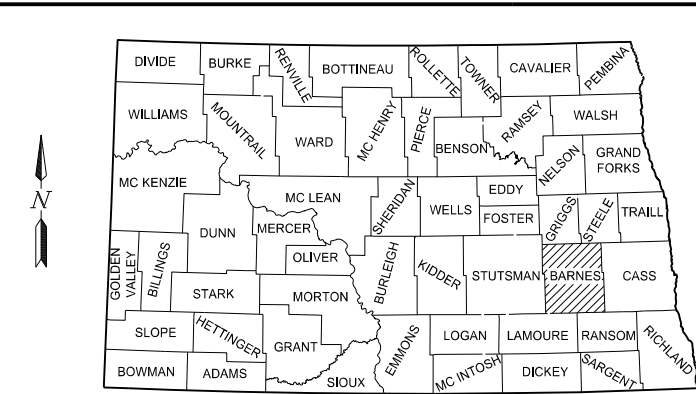 DIVIDE
BURKE
RENVILLE
BOTTINEAU
ROLLETTE
TOWNER
CAVALIER
PEMBINA
WILLIAMS
MOUNTRAIL
WARD
MC HENRY
PIERCE
BENSON
RAMSEY
WALSH
NELSON
GRAND
FORKS
N
MC KENZIE
DUNN
MC LEAN
MERCER
OLIVER
SHERIDAN
WELLS
EDDY
FOSTER
GRIGGS
STEELE
TRAILL
GOLDEN
VALLEY
BILLINGS
STARK
MORTON
BURLEIGH
KIDDER
STUTSMAN
BARNES
CASS
SLOPE
HETTINGER
GRANT
EMMONS
LOGAN
LAMOURE
RANSOM
RICHLAND
BOWMAN
ADAMS
SIOUX
MC INTOSH
DICKEY
SARGENT